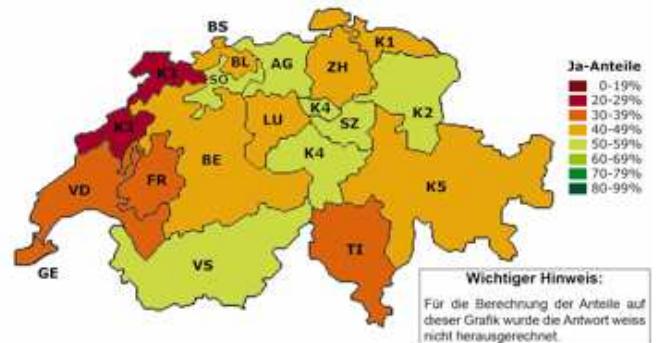 BS
K1
K3
BL
AG
ZH
SO
K2
K4
LU
SZ
K3
BE
K4
FR
K5
VD
TI
VS
GE
Ja-Anteile
0-19%
20-29%
30-39%
40-49%
50-59%
60-69%
70-79%
80-99%
Wichtiger Hinweis:
Für die Berechnung der Anteile auf
dieser Grafik wurde die Antwort weiss
nicht herausgerechnet.